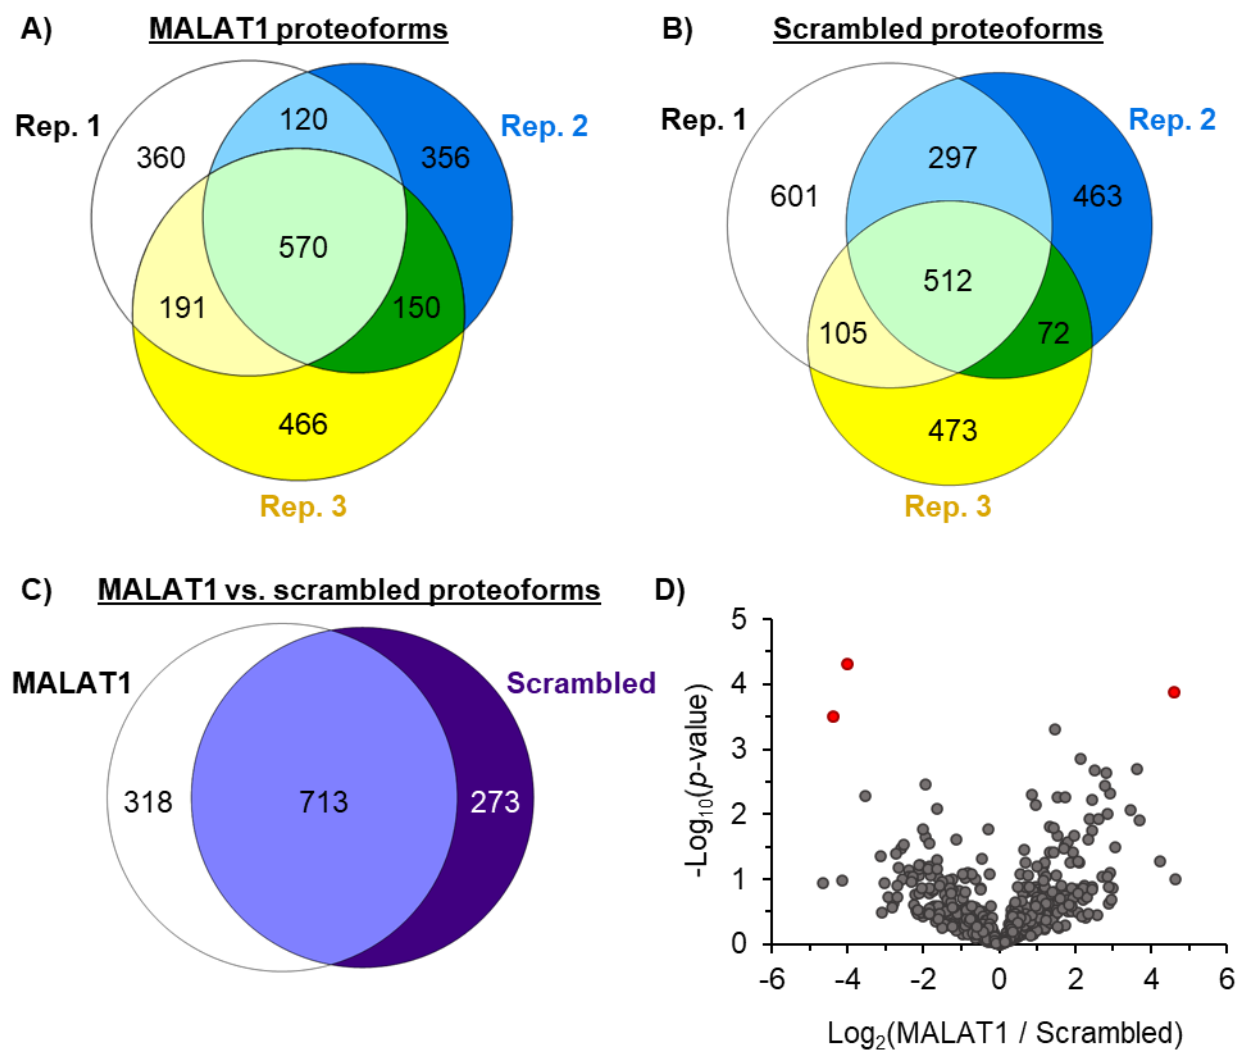 A) MALAT1 proteoforms
Rep. 1
Rep. 2
120
360
356
570
191
150
466
Rep. 3
B) Scrambled proteoforms
Rep. 1
Rep. 2
297
601
463
512
105
72
473
Rep. 3
C) MALAT1 vs. scrambled proteoforms
MALAT1
Scrambled
318
713
273
D)
5
4
3
2
1
0
-Log10(p-value)
-6 -4 -2 0 2 4 6
Log2(MALAT1 / Scrambled)